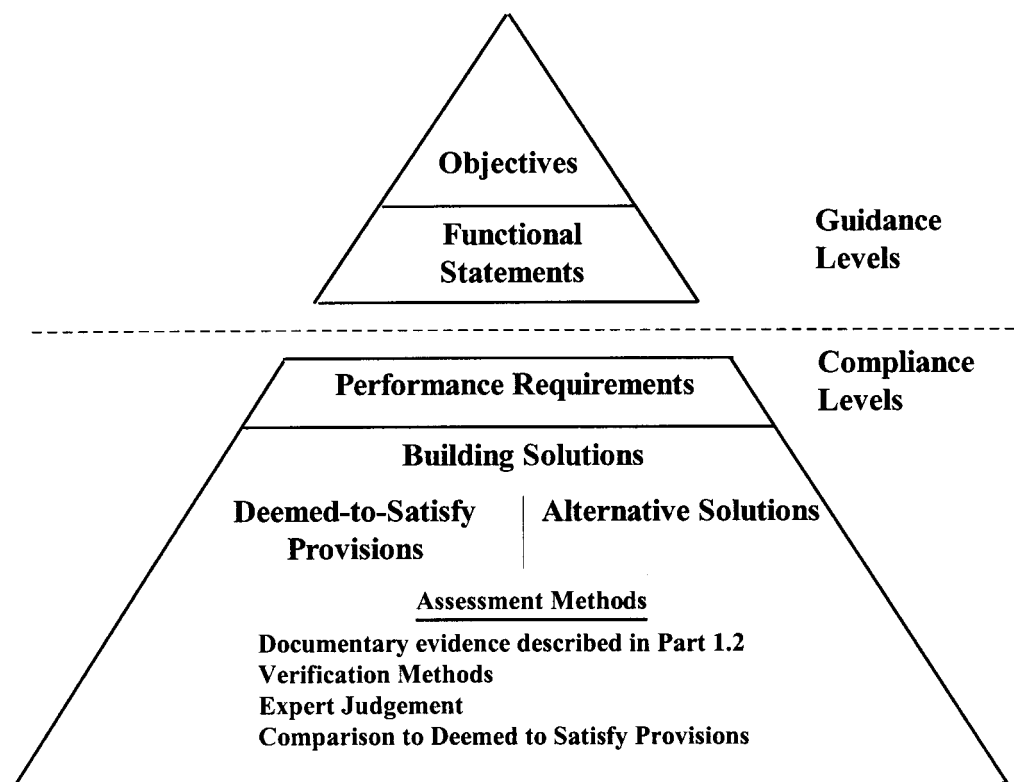 Objectives
Functional
Statements
Guidance
Levels
Compliance
Levels
Performance Requirements
Building Solutions
Deemed-to-Satisfy
Provisions
Alternative Solutions
Assessment Methods
Documentary evidence described in Part 1.2
Verification Methods
Expert Judgement
Comparison to Deemed to Satisfy Provisions